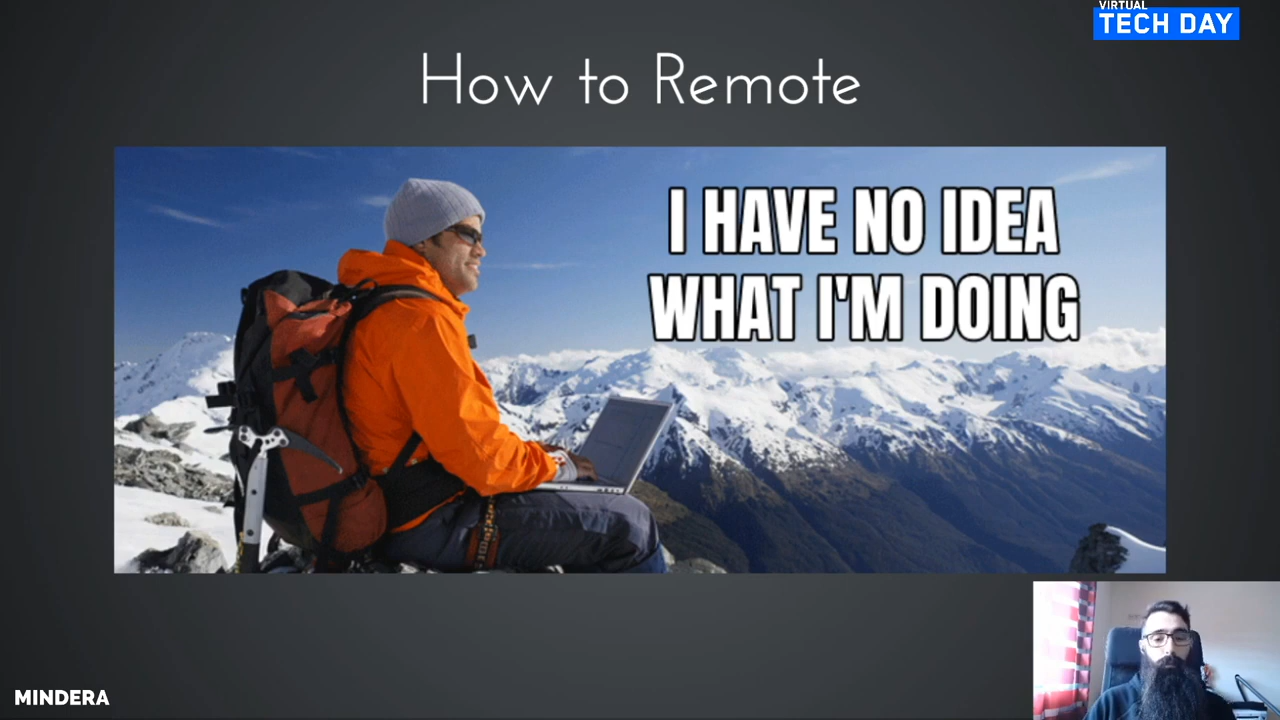 VIRTUAL
TECH DAY
How to Remote
I HAVE NO IDEA
WHAT I'M DOING
MINDERA